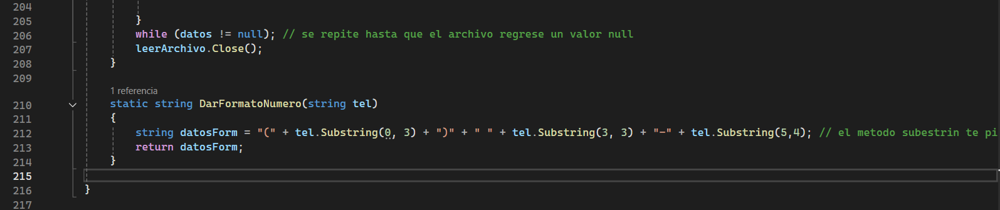 204
205 }
206 while (datos != null); // se repite hasta que el archivo regrese un valor null
207 leerArchivo.Close();
208 }
209
1 referencia
210 static string DarFormatoNumero(string tel)
211 {
212 string datosForm = "(" + tel.Substring(0, 3) + ")" + " " + tel.Substring(3, 3) + "-" + tel.Substring(5,4); // el metodo subestrin te pi
213 return datosForm;
214 }
215
216 }
217